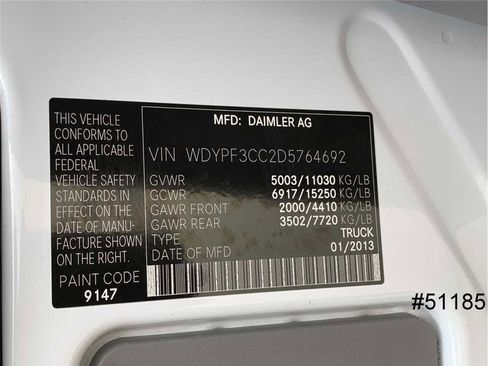 THIS VEHICLE
CONFORMS TO
ALL APPLICABLE
FEDERAL
VEHICLE SAFETY
STANDARDS IN
EFFECT ON THE
DATE OF MANU-
FACTURE SHOWN
ON THE RIGHT.
PAINT CODE
9147
MFD: DAIMLER AG
VIN WDYPF3CC2D5764692
GVWR 5003/11030 KG/LB
GCWR 6917/15250 KG/LB
GAWR FRONT 2000/4410 KG/LB
GAWR REAR 3502/7720 KG/LB
TYPE TRUCK
DATE OF MFD 01/2013
#51185